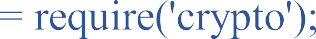 = require('crypto');